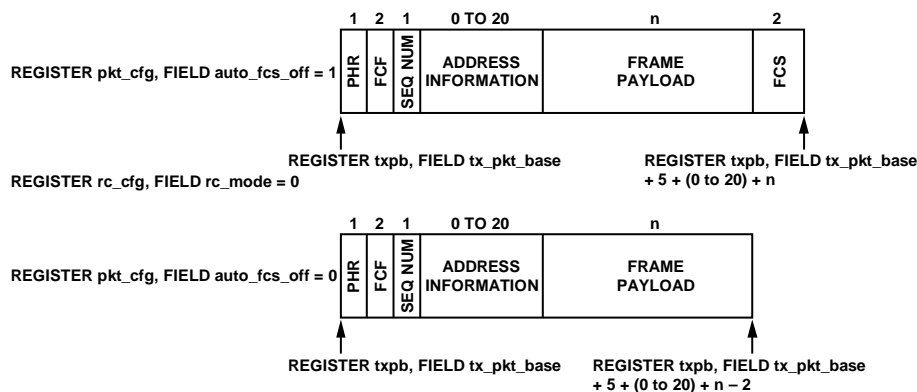 1 2 1 0 TO 20 n 2
REGISTER pkt_cfg, FIELD auto_fcs_off = 1
PHR
FCF
SEQ NUM
ADDRESS
INFORMATION
FRAME
PAYLOAD
FCS
REGISTER txpb, FIELD tx_pkt_base
REGISTER txpb, FIELD tx_pkt_base
+ 5 + (0 to 20) + n
REGISTER rc_cfg, FIELD rc_mode = 0
1 2 1 0 TO 20 n
REGISTER pkt_cfg, FIELD auto_fcs_off = 0
PHR
FCF
SEQ NUM
ADDRESS
INFORMATION
FRAME
PAYLOAD
REGISTER txpb, FIELD tx_pkt_base
REGISTER txpb, FIELD tx_pkt_base
+ 5 + (0 to 20) + n – 2